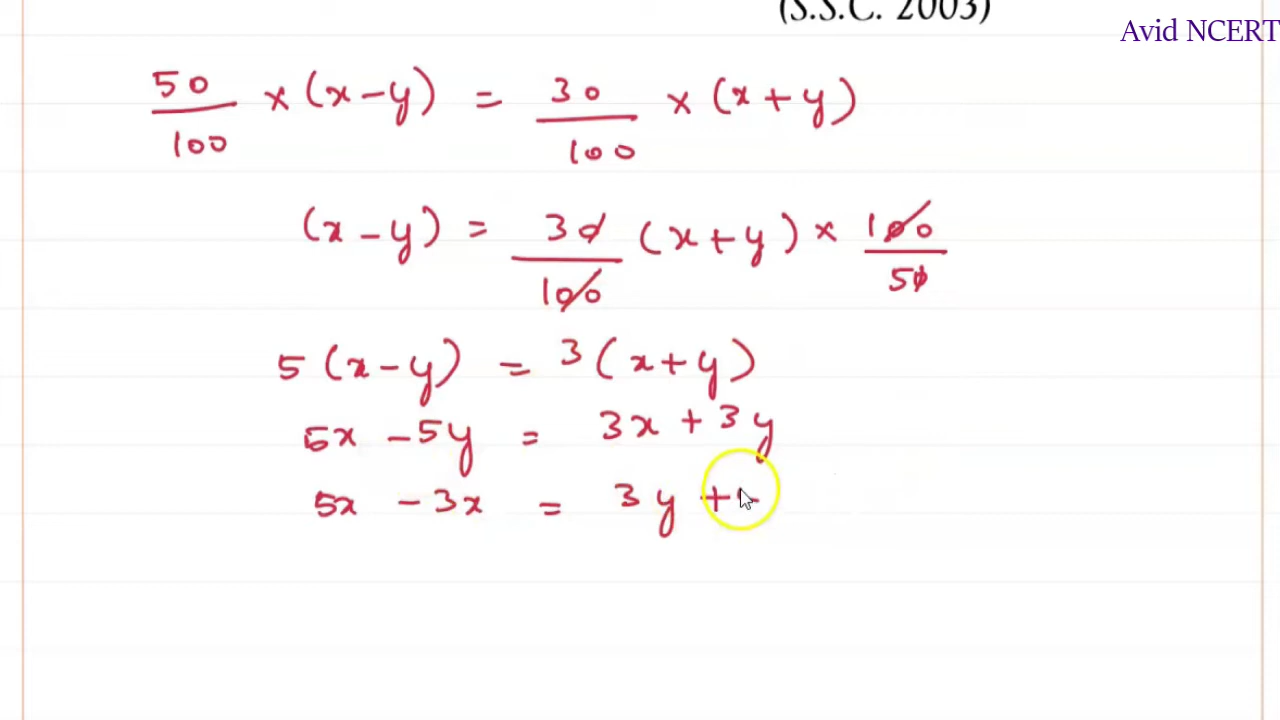 (S.S.C. 2003)
Avid NCERT
50/100 × (x - y) = 30/100 × (x + y)
(x - y) = 30/100 (x + y) × 100/50
5 (x - y) = 3 (x + y)
5x - 5y = 3x + 3y
5x - 3x = 3y +